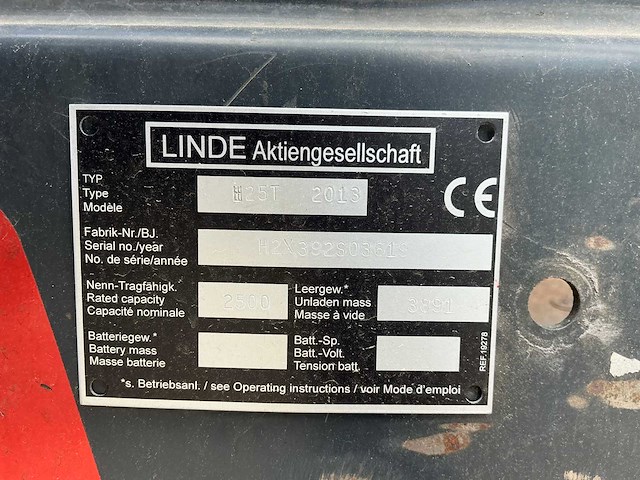 LINDE Aktiengesellschaft
TYP
Type
Modèle
H25T 2013
CE
Fabrik-Nr./BJ.
Serial no./year
No. de série/année
Nenn-Tragfähigk.
Rated capacity
Capacité nominale
2500
Leergew.*
Unladen mass
Masse à vide
Batteriegew.*
Battery mass
Masse batterie
Batt.-Sp.
Batt.-Volt.
Tension batt.
*s. Betriebsanl. / see Operating instructions / voir Mode d'emploi
REF.19278